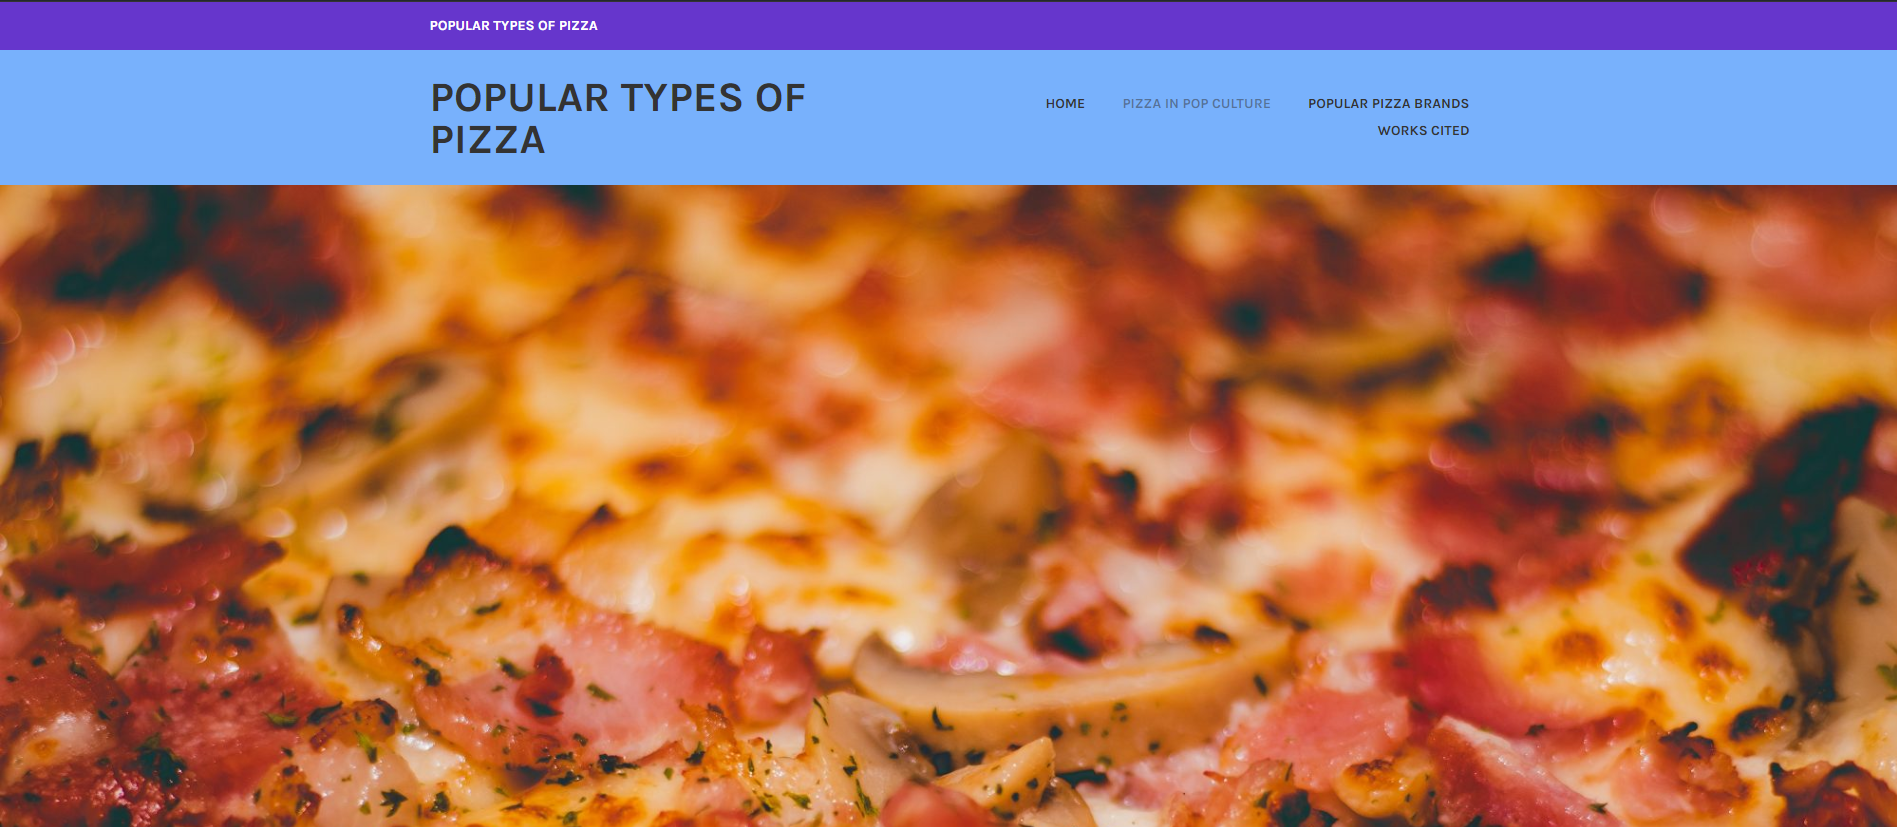 POPULAR TYPES OF PIZZA
POPULAR TYPES OF
PIZZA
HOME PIZZA IN POP CULTURE POPULAR PIZZA BRANDS
WORKS CITED